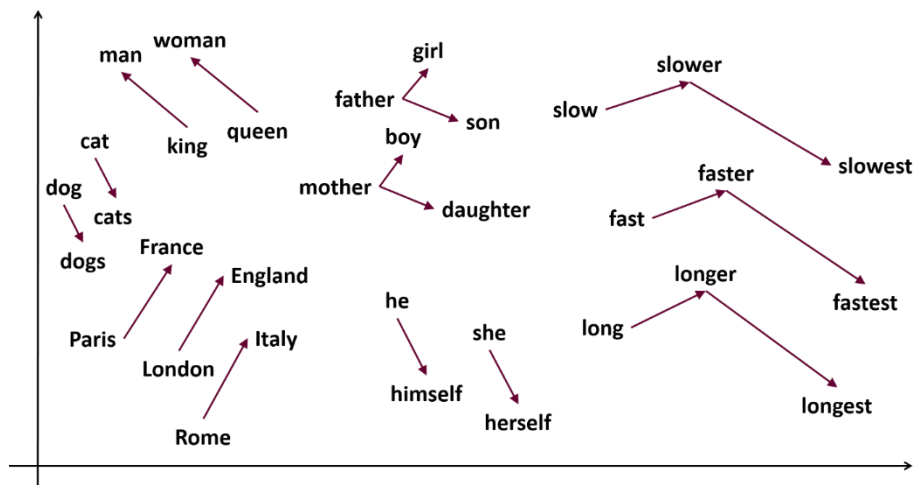 man
woman
king
queen
cat
cats
dog
dogs
France
Paris
England
London
Italy
Rome
girl
father
son
boy
mother
daughter
he
himself
she
herself
slower
slow
slowest
faster
fast
fastest
longer
long
longest